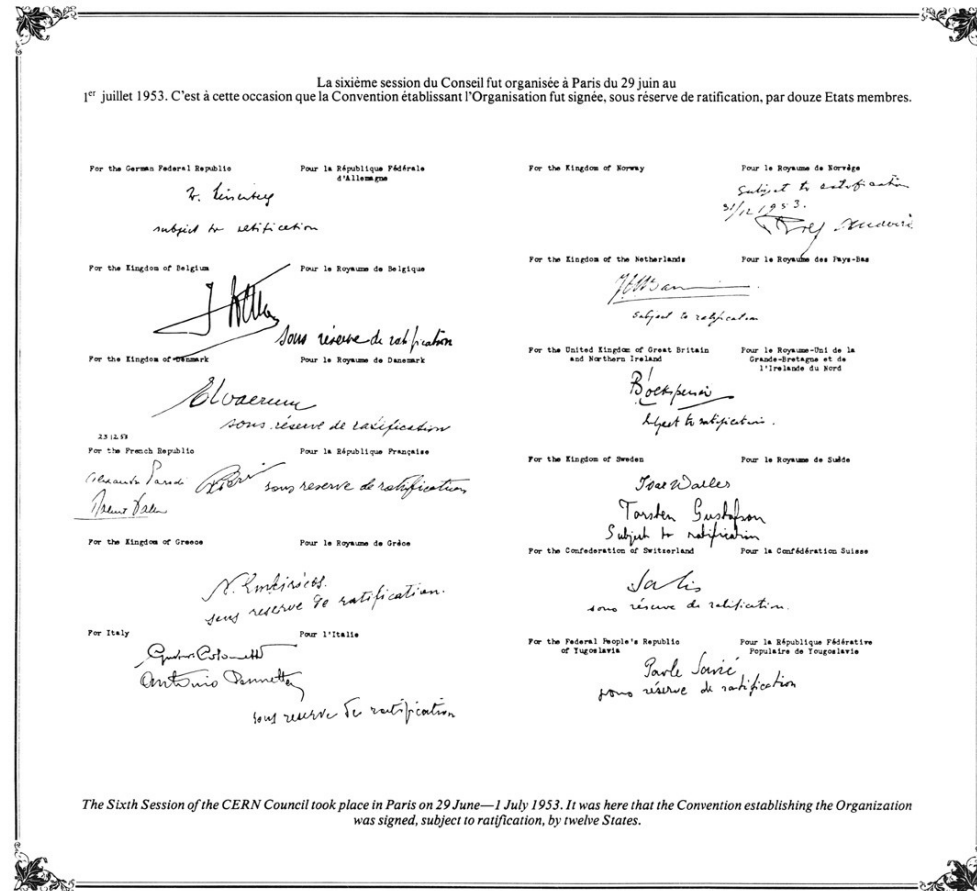 La sixième session du Conseil fut organisée à Paris du 29 juin au
1er juillet 1953. C'est à cette occasion que la Convention établissant l'Organisation fut signée, sous réserve de ratification, par douze Etats membres.
For the German Federal Republic
Pour la République Fédérale
d'Allemagne
subject to ratification
For the Kingdom of Belgium
Pour le Royaume de Belgique
sous réserve de ratification
For the Kingdom of Denmark
Pour le Royaume de Danemark
sous réserve de ratification
23 12 53
For the French Republic
Pour la République Française
Alexandre Parodi
sous reserve de ratification
For the Kingdom of Greece
Pour le Royaume de Grèce
sous reserve de ratification.
For Italy
Pour l'Italie
Antonio Pennetta
sous reserve de ratification
For the Kingdom of Norway
Pour le Royaume de Norvège
Subject to ratification
31/12 1953.
For the Kingdom of the Netherlands
Pour le Royaume des Pays-Bas
subject to ratification
For the United Kingdom of Great Britain
and Northern Ireland
Pour le Royaume-Uni de la
Grande-Bretagne et de
l'Irelande du Nord
subject to ratification.
For the Kingdom of Sweden
Pour le Royaume de Suède
Ivar Waller
Torsten Gustafson
Subject to ratification
For the Confederation of Switzerland
Pour la Confédération Suisse
Salis
sous réserve de ratification.
For the Federal People's Republic
of Yugoslavia
Pour la République Fédérative
Populaire de Yougoslavie
Pavle Savić
sous réserve de ratification
The Sixth Session of the CERN Council took place in Paris on 29 June—1 July 1953. It was here that the Convention establishing the Organization
was signed, subject to ratification, by twelve States.